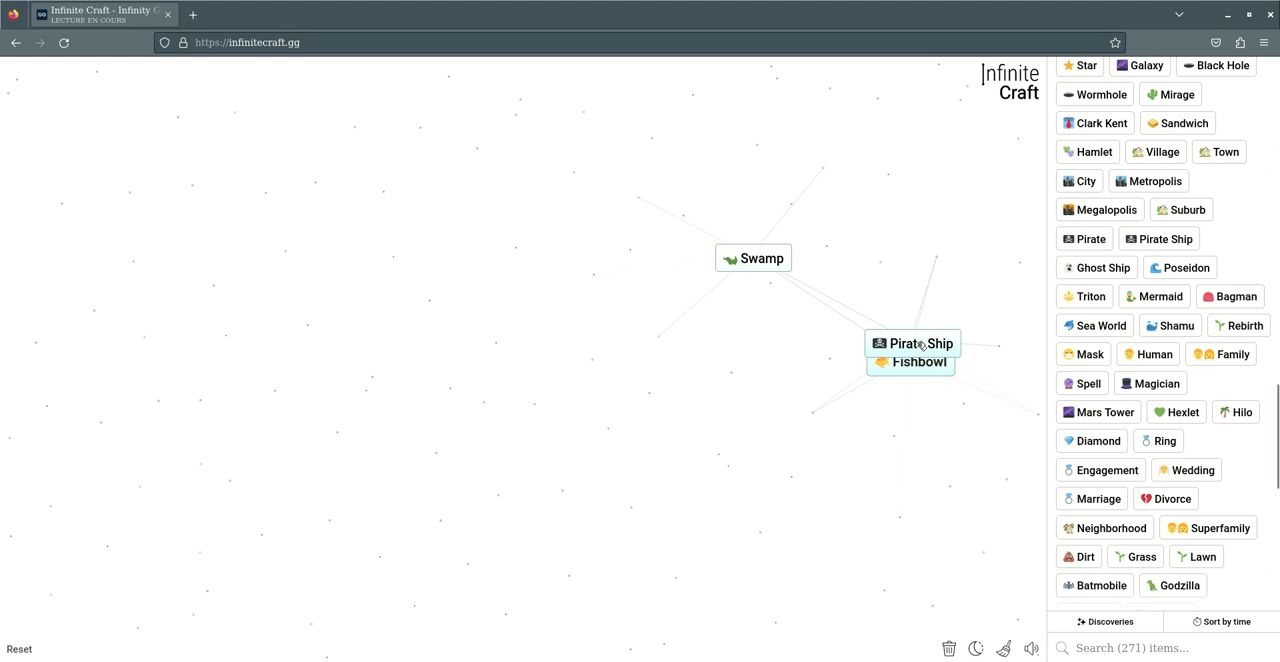 Infinite Craft - Infinity C
LECTURE EN COURS
https://infinitecraft.gg
Infinite
Craft
Star Galaxy Black Hole
Wormhole Mirage
Clark Kent Sandwich
Hamlet Village Town
City Metropolis
Megalopolis Suburb
Pirate Pirate Ship
Ghost Ship Poseidon
Triton Mermaid Bagman
Sea World Shamu Rebirth
Mask Human Family
Spell Magician
Mars Tower Hexlet Hilo
Diamond Ring
Engagement Wedding
Marriage Divorce
Neighborhood Superfamily
Dirt Grass Lawn
Batmobile Godzilla
Swamp
Pirate Ship
Fishbowl
Discoveries Sort by time
Search (271) items...
Reset